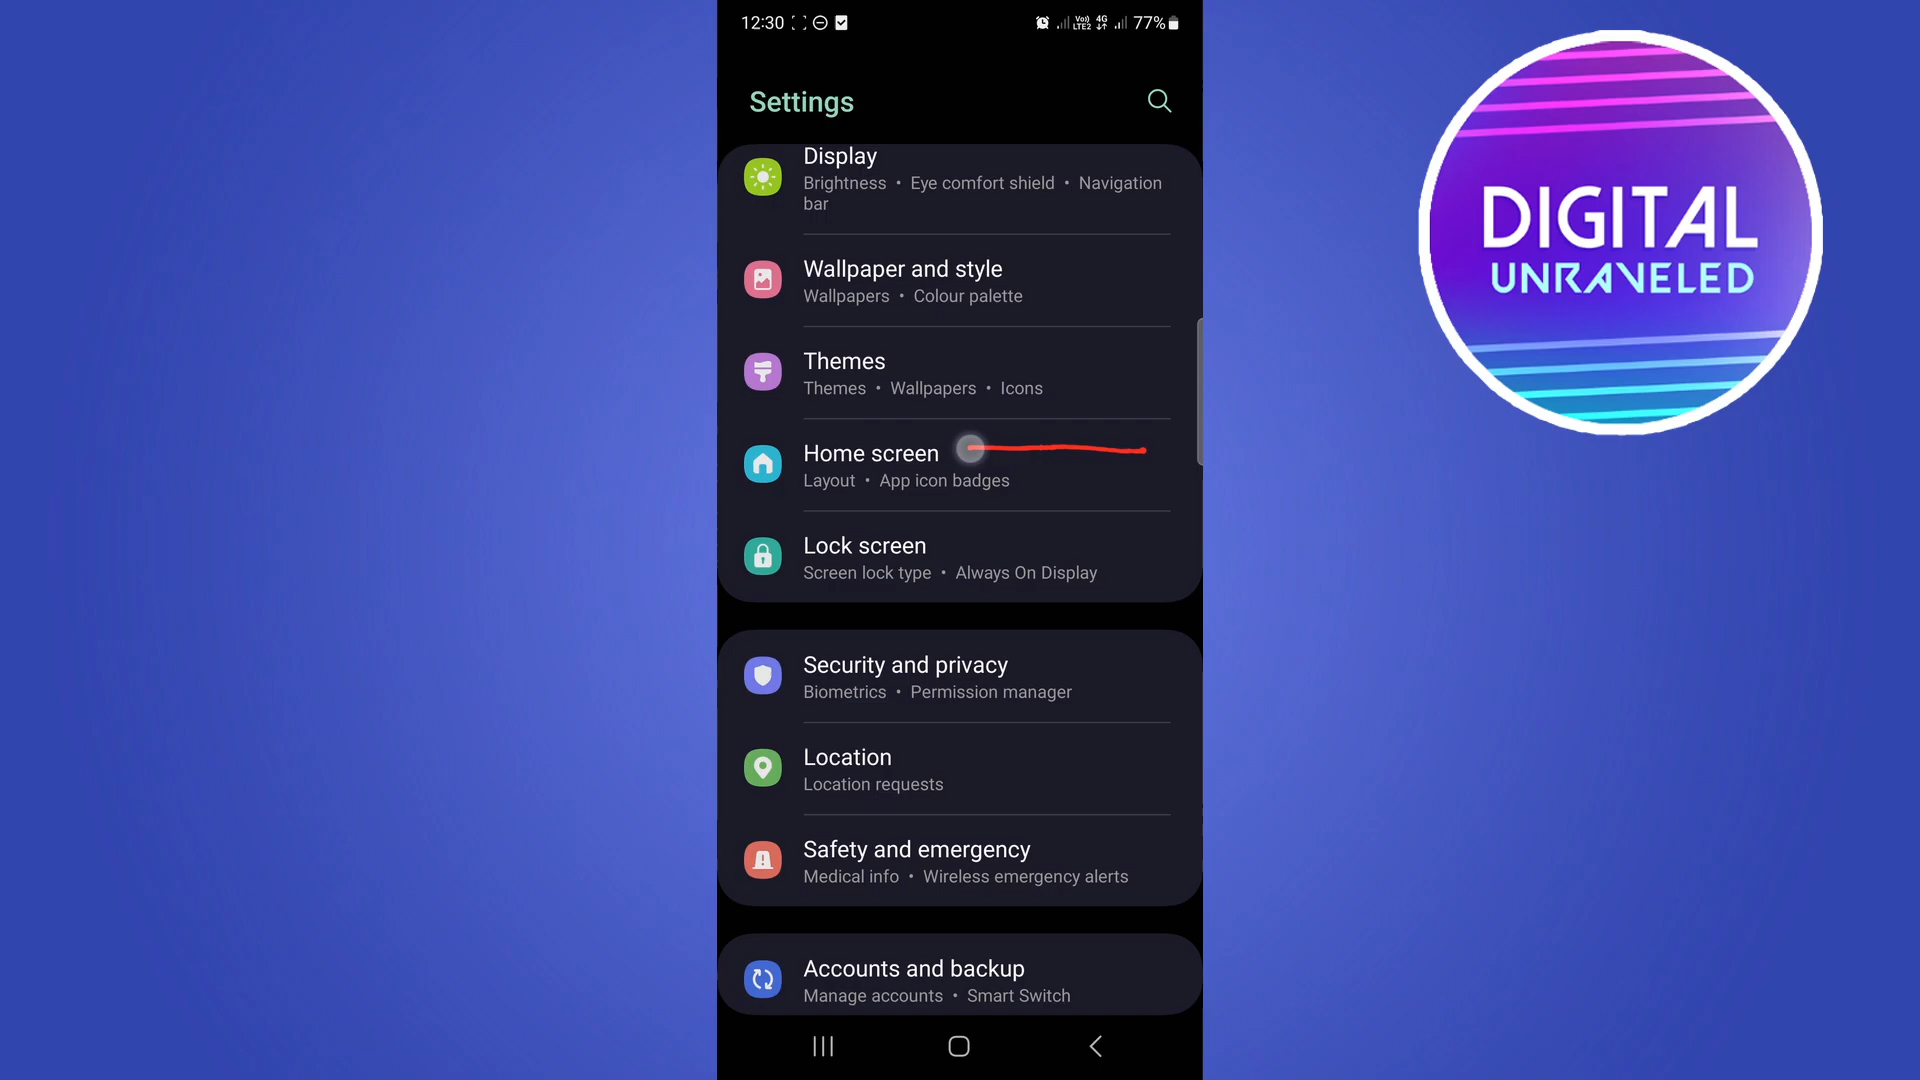 12:30
Vo)) LTE2 4G 77%
Settings
Display
Brightness • Eye comfort shield • Navigation
bar
Wallpaper and style
Wallpapers • Colour palette
Themes
Themes • Wallpapers • Icons
Home screen
Layout • App icon badges
Lock screen
Screen lock type • Always On Display
Security and privacy
Biometrics • Permission manager
Location
Location requests
Safety and emergency
Medical info • Wireless emergency alerts
Accounts and backup
Manage accounts • Smart Switch
DIGITAL
UNRAVELED